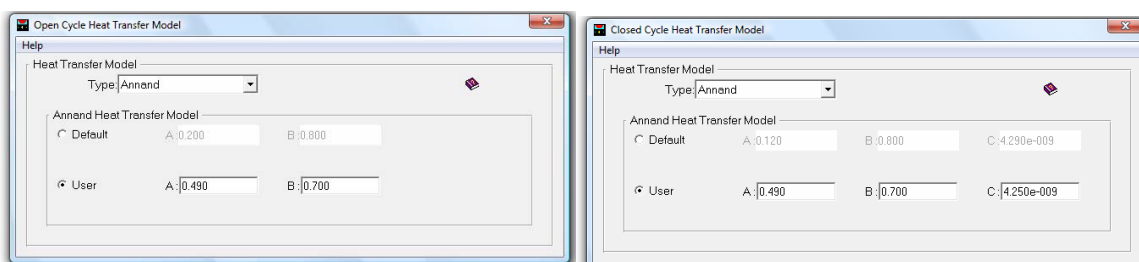 Open Cycle Heat Transfer Model
Help
Heat Transfer Model
Type: Annand
Annand Heat Transfer Model
Default A: 0.200 B: 0.800
User A: 0.490 B: 0.700
Closed Cycle Heat Transfer Model
Help
Heat Transfer Model
Type: Annand
Annand Heat Transfer Model
Default A: 0.120 B: 0.800 C: 4.290e-009
User A: 0.490 B: 0.700 C: 4.250e-009